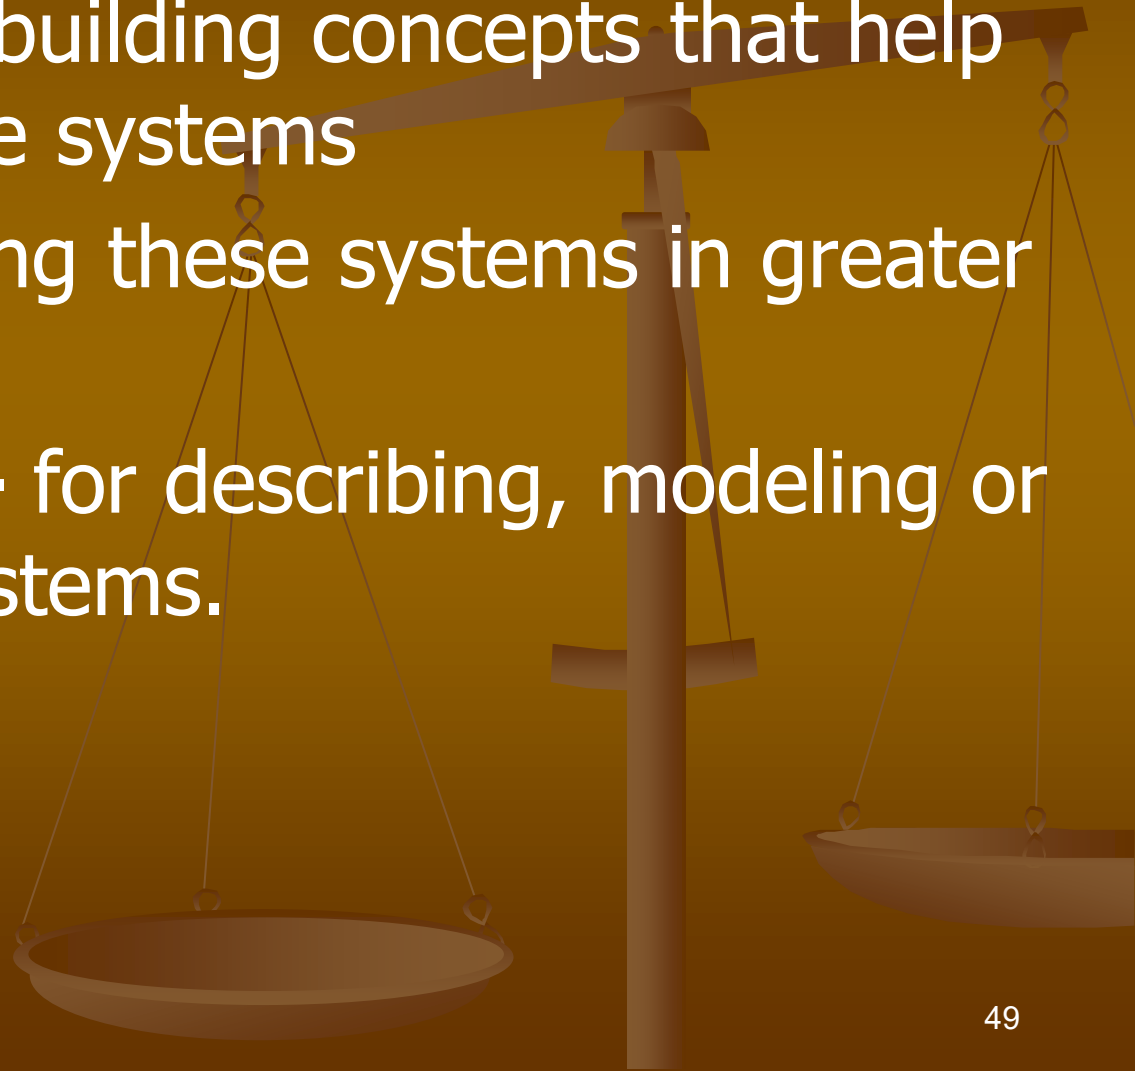 building concepts that help
e systems
ng these systems in greater
- for describing, modeling or
stems.
49